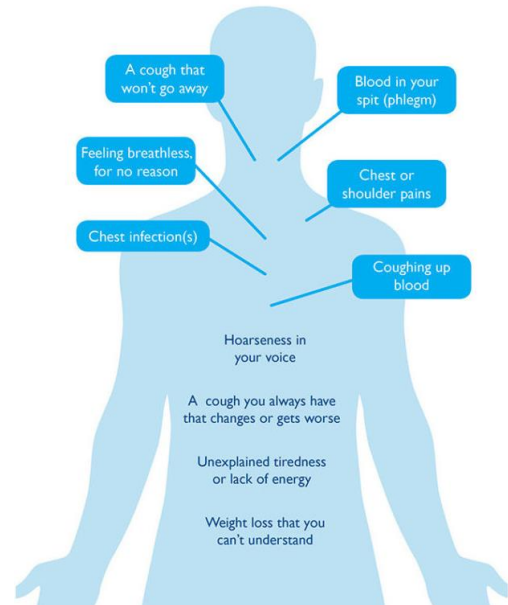 A cough that
won't go away
Blood in your
spit (phlegm)
Feeling breathless,
for no reason
Chest or
shoulder pains
Chest infection(s)
Coughing up
blood
Hoarseness in
your voice
A cough you always have
that changes or gets worse
Unexplained tiredness
or lack of energy
Weight loss that you
can't understand